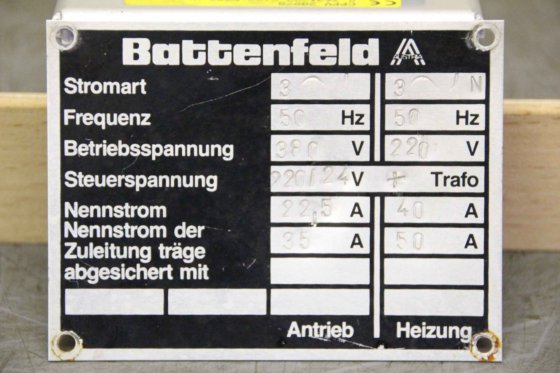 Battenfeld AUSTRIA
Stromart 3 ~ 3 ~ N
Frequenz 50 Hz 50 Hz
Betriebsspannung 380 V 220 V
Steuerspannung 220/24 V + Trafo
Nennstrom 22,5 A 40 A
Nennstrom der
Zuleitung träge 35 A 50 A
abgesichert mit
Antrieb Heizung